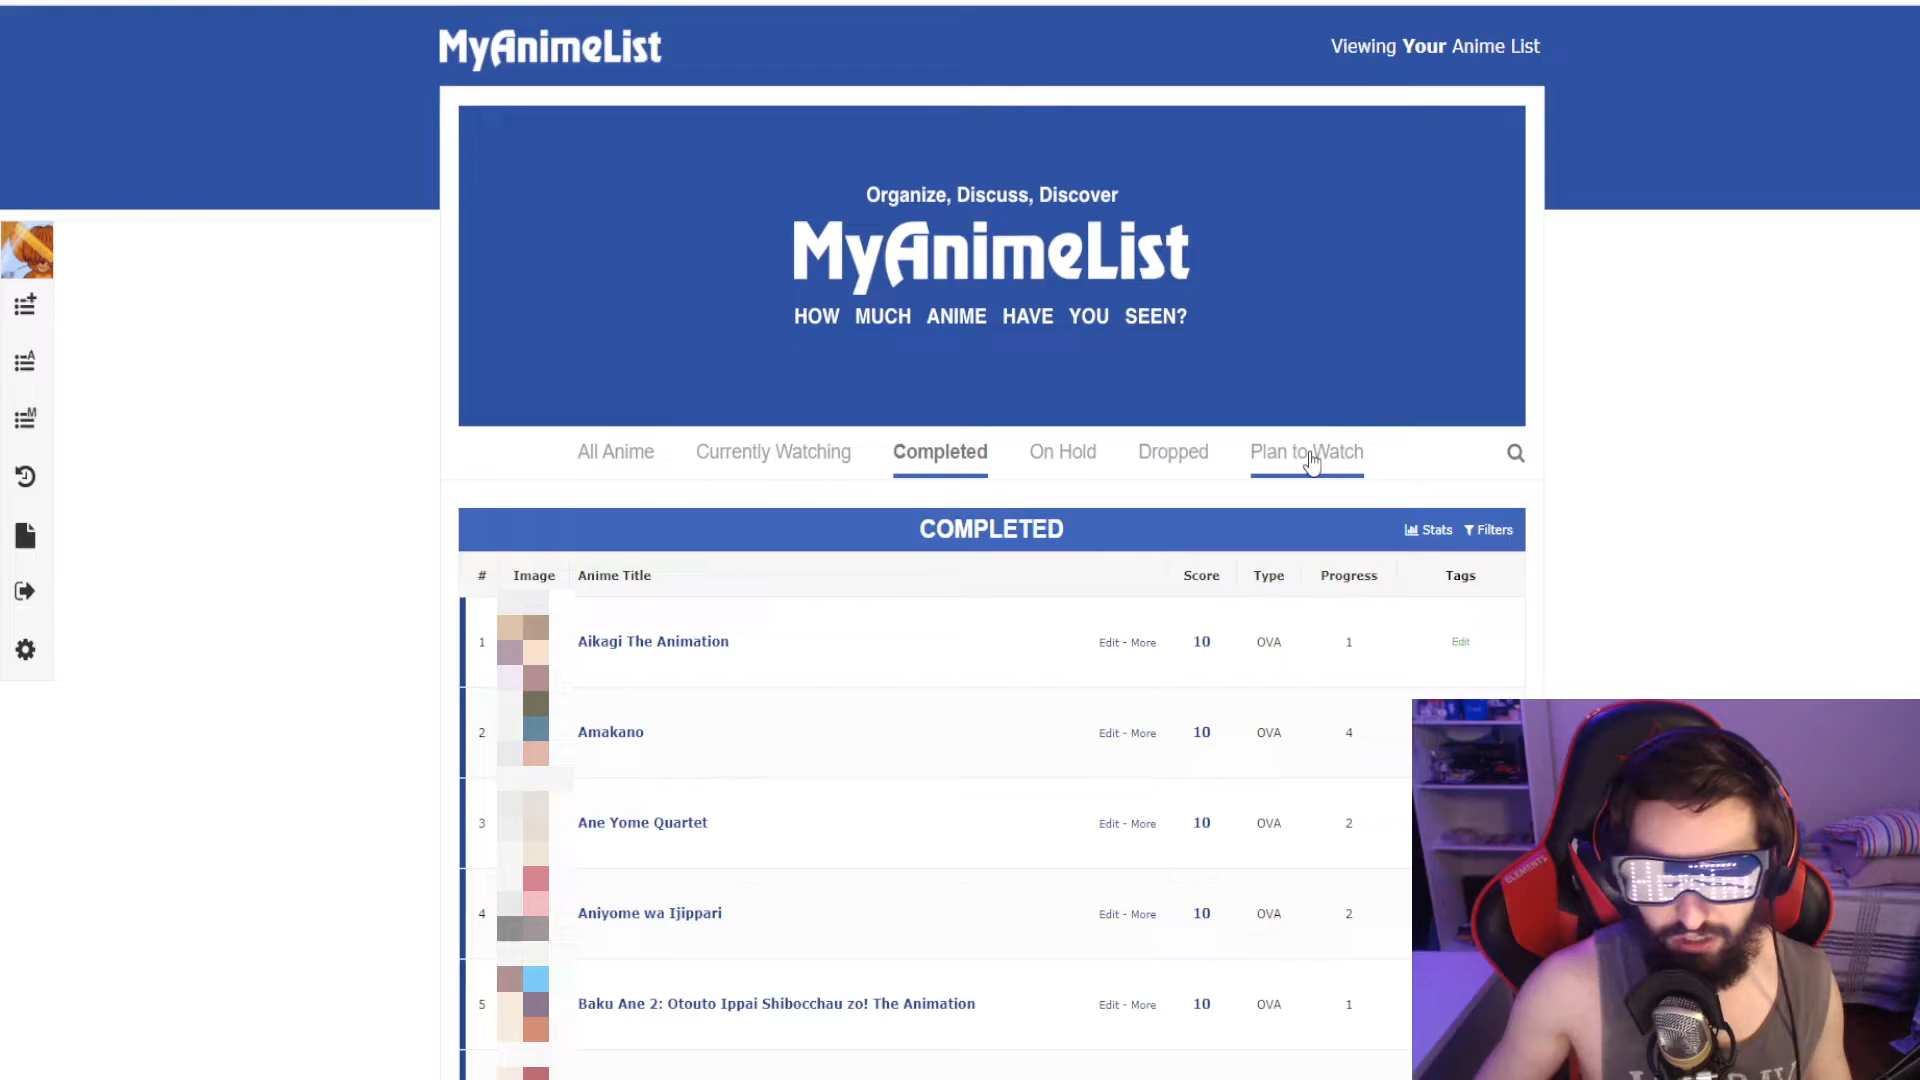 MyAnimeList
Viewing Your Anime List
Organize, Discuss, Discover
MyAnimeList
HOW MUCH ANIME HAVE YOU SEEN?
All Anime Currently Watching Completed On Hold Dropped Plan to Watch
COMPLETED Stats Filters
# Image Anime Title Score Type Progress Tags
1 Aikagi The Animation Edit - More 10 OVA 1 Edit
2 Amakano Edit - More 10 OVA 4
3 Ane Yome Quartet Edit - More 10 OVA 2
4 Aniyome wa Ijippari Edit - More 10 OVA 2
5 Baku Ane 2: Otouto Ippai Shibocchau zo! The Animation Edit - More 10 OVA 1
ELEMENTS